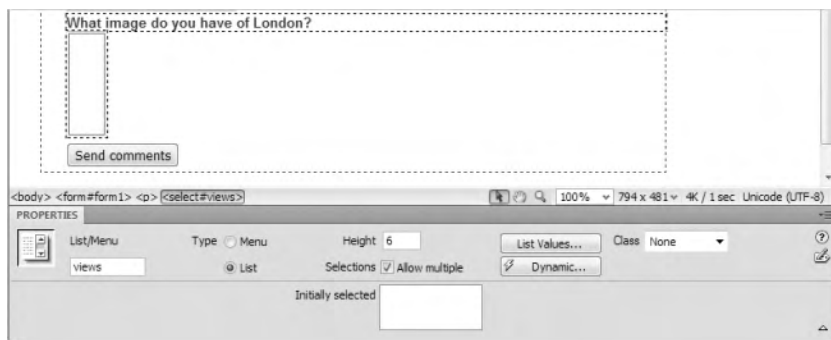 What image do you have of London?
Send comments
<body> <form#form1> <p> <select#views>
100% 794 x 481 4K / 1 sec Unicode (UTF-8)
PROPERTIES
List/Menu Type Menu Height 6 List Values... Class None
views List Selections Allow multiple Dynamic...
Initially selected